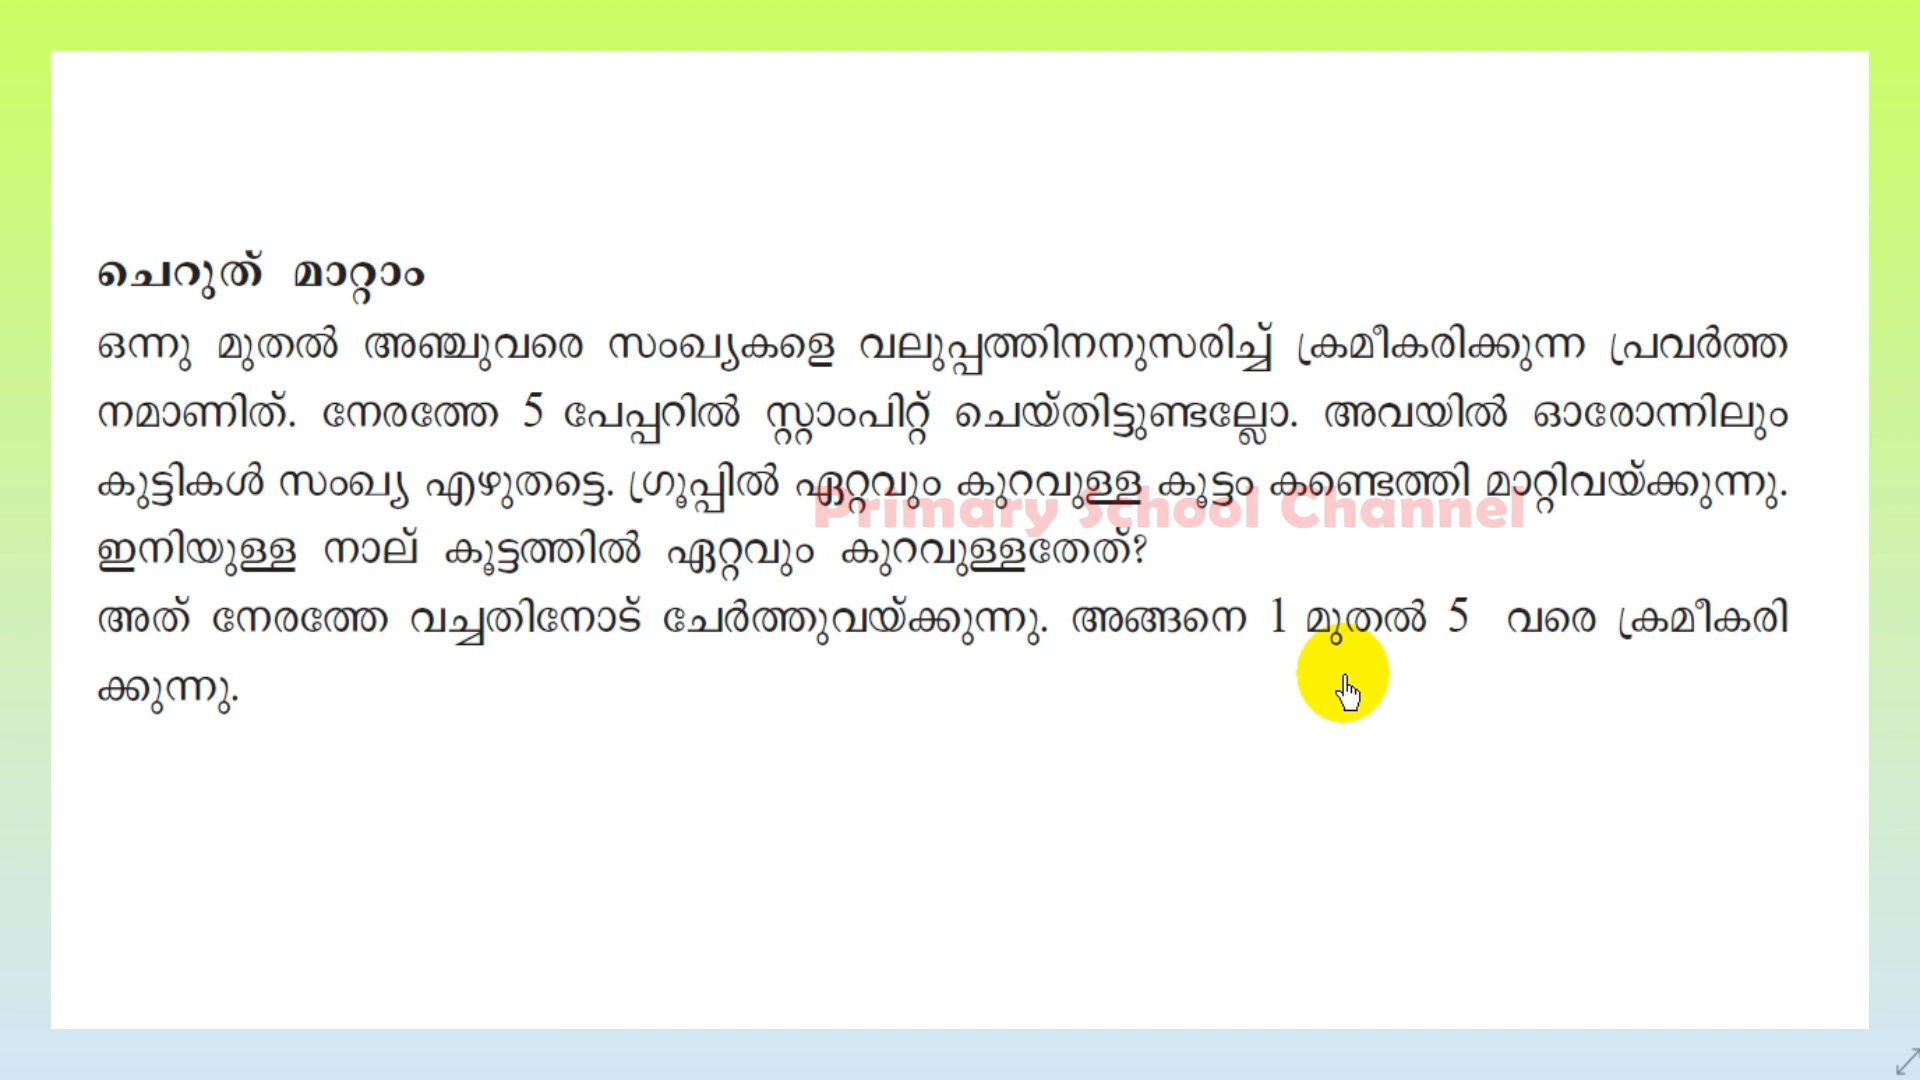 ചെറുത് മാറ്റാം
ഒന്നു മുതൽ അഞ്ചുവരെ സംഖ്യകളെ വലുപ്പത്തിനനുസരിച്ച് ക്രമീകരിക്കുന്ന പ്രവർത്ത
നമാണിത്. നേരത്തേ 5 പേപ്പറിൽ സ്റ്റാംപിറ്റ് ചെയ്തിട്ടുണ്ടല്ലോ. അവയിൽ ഓരോന്നിലും
കുട്ടികൾ സംഖ്യ എഴുതട്ടെ. ഗ്രൂപ്പിൽ ഏറ്റവും കുറവുള്ള കൂട്ടം കണ്ടെത്തി മാറ്റിവയ്ക്കുന്നു.
Primary School Channel
ഇനിയുള്ള നാല് കൂട്ടത്തിൽ ഏറ്റവും കുറവുള്ളതേത്?
അത് നേരത്തേ വച്ചതിനോട് ചേർത്തുവയ്ക്കുന്നു. അങ്ങനെ 1 മുതൽ 5 വരെ ക്രമീകരി
ക്കുന്നു.